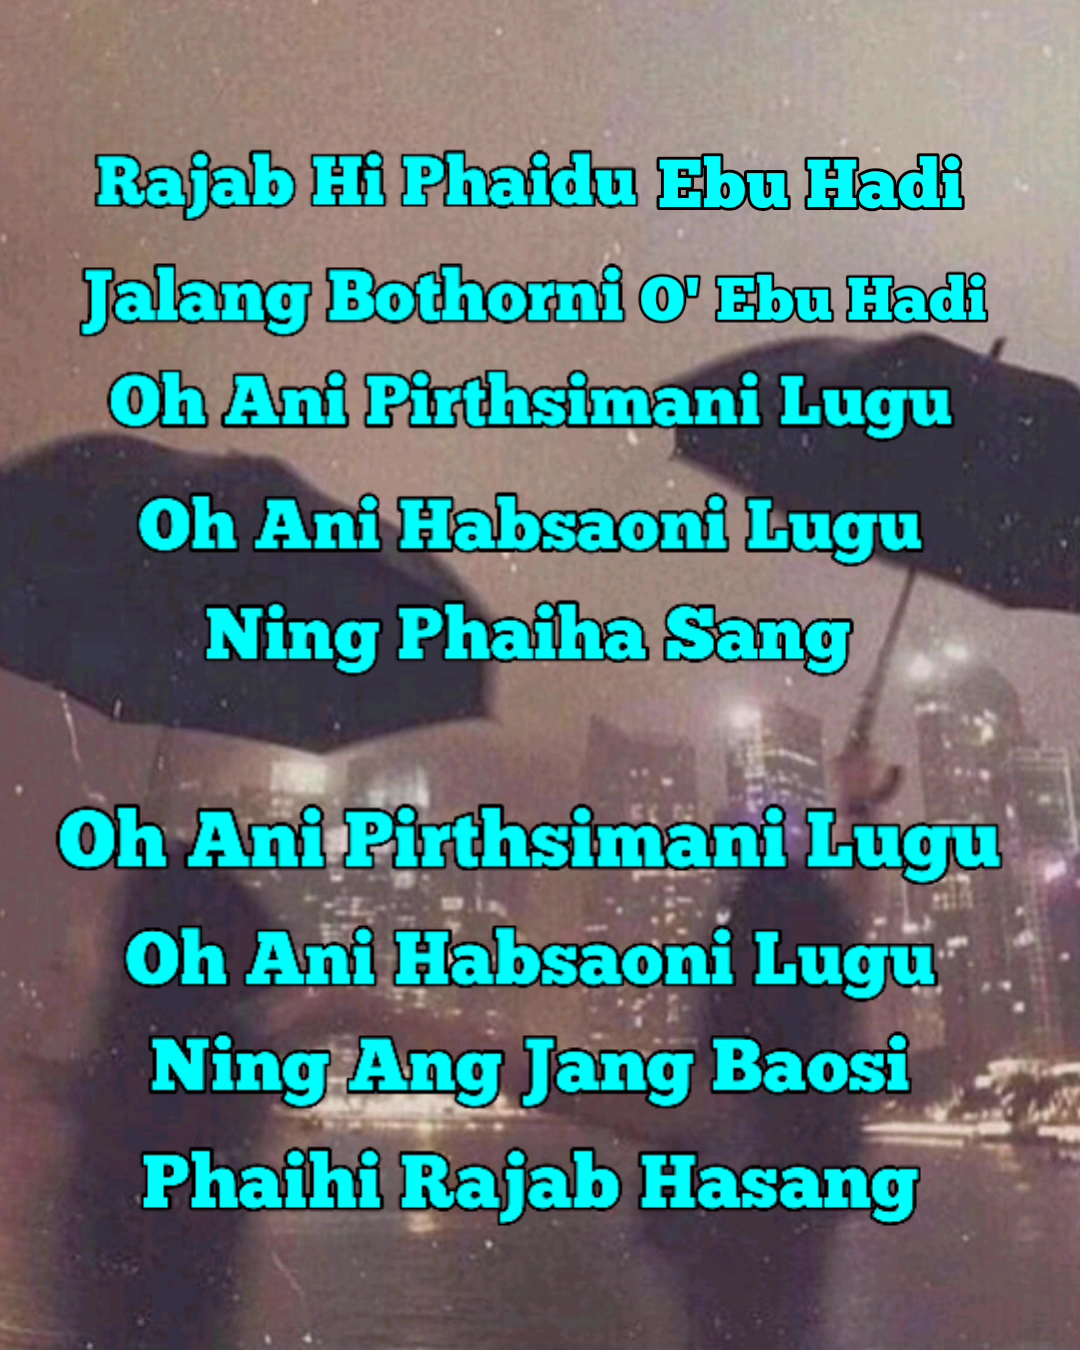 Rajab Hi Phaidu Ebu Hadi
Jalang Bothorni O' Ebu Hadi
Oh Ani Pirthsimani Lugu
Oh Ani Habsaoni Lugu
Ning Phaiha Sang
Oh Ani Pirthsimani Lugu
Oh Ani Habsaoni Lugu
Ning Ang Jang Baosi
Phaihi Rajab Hasang